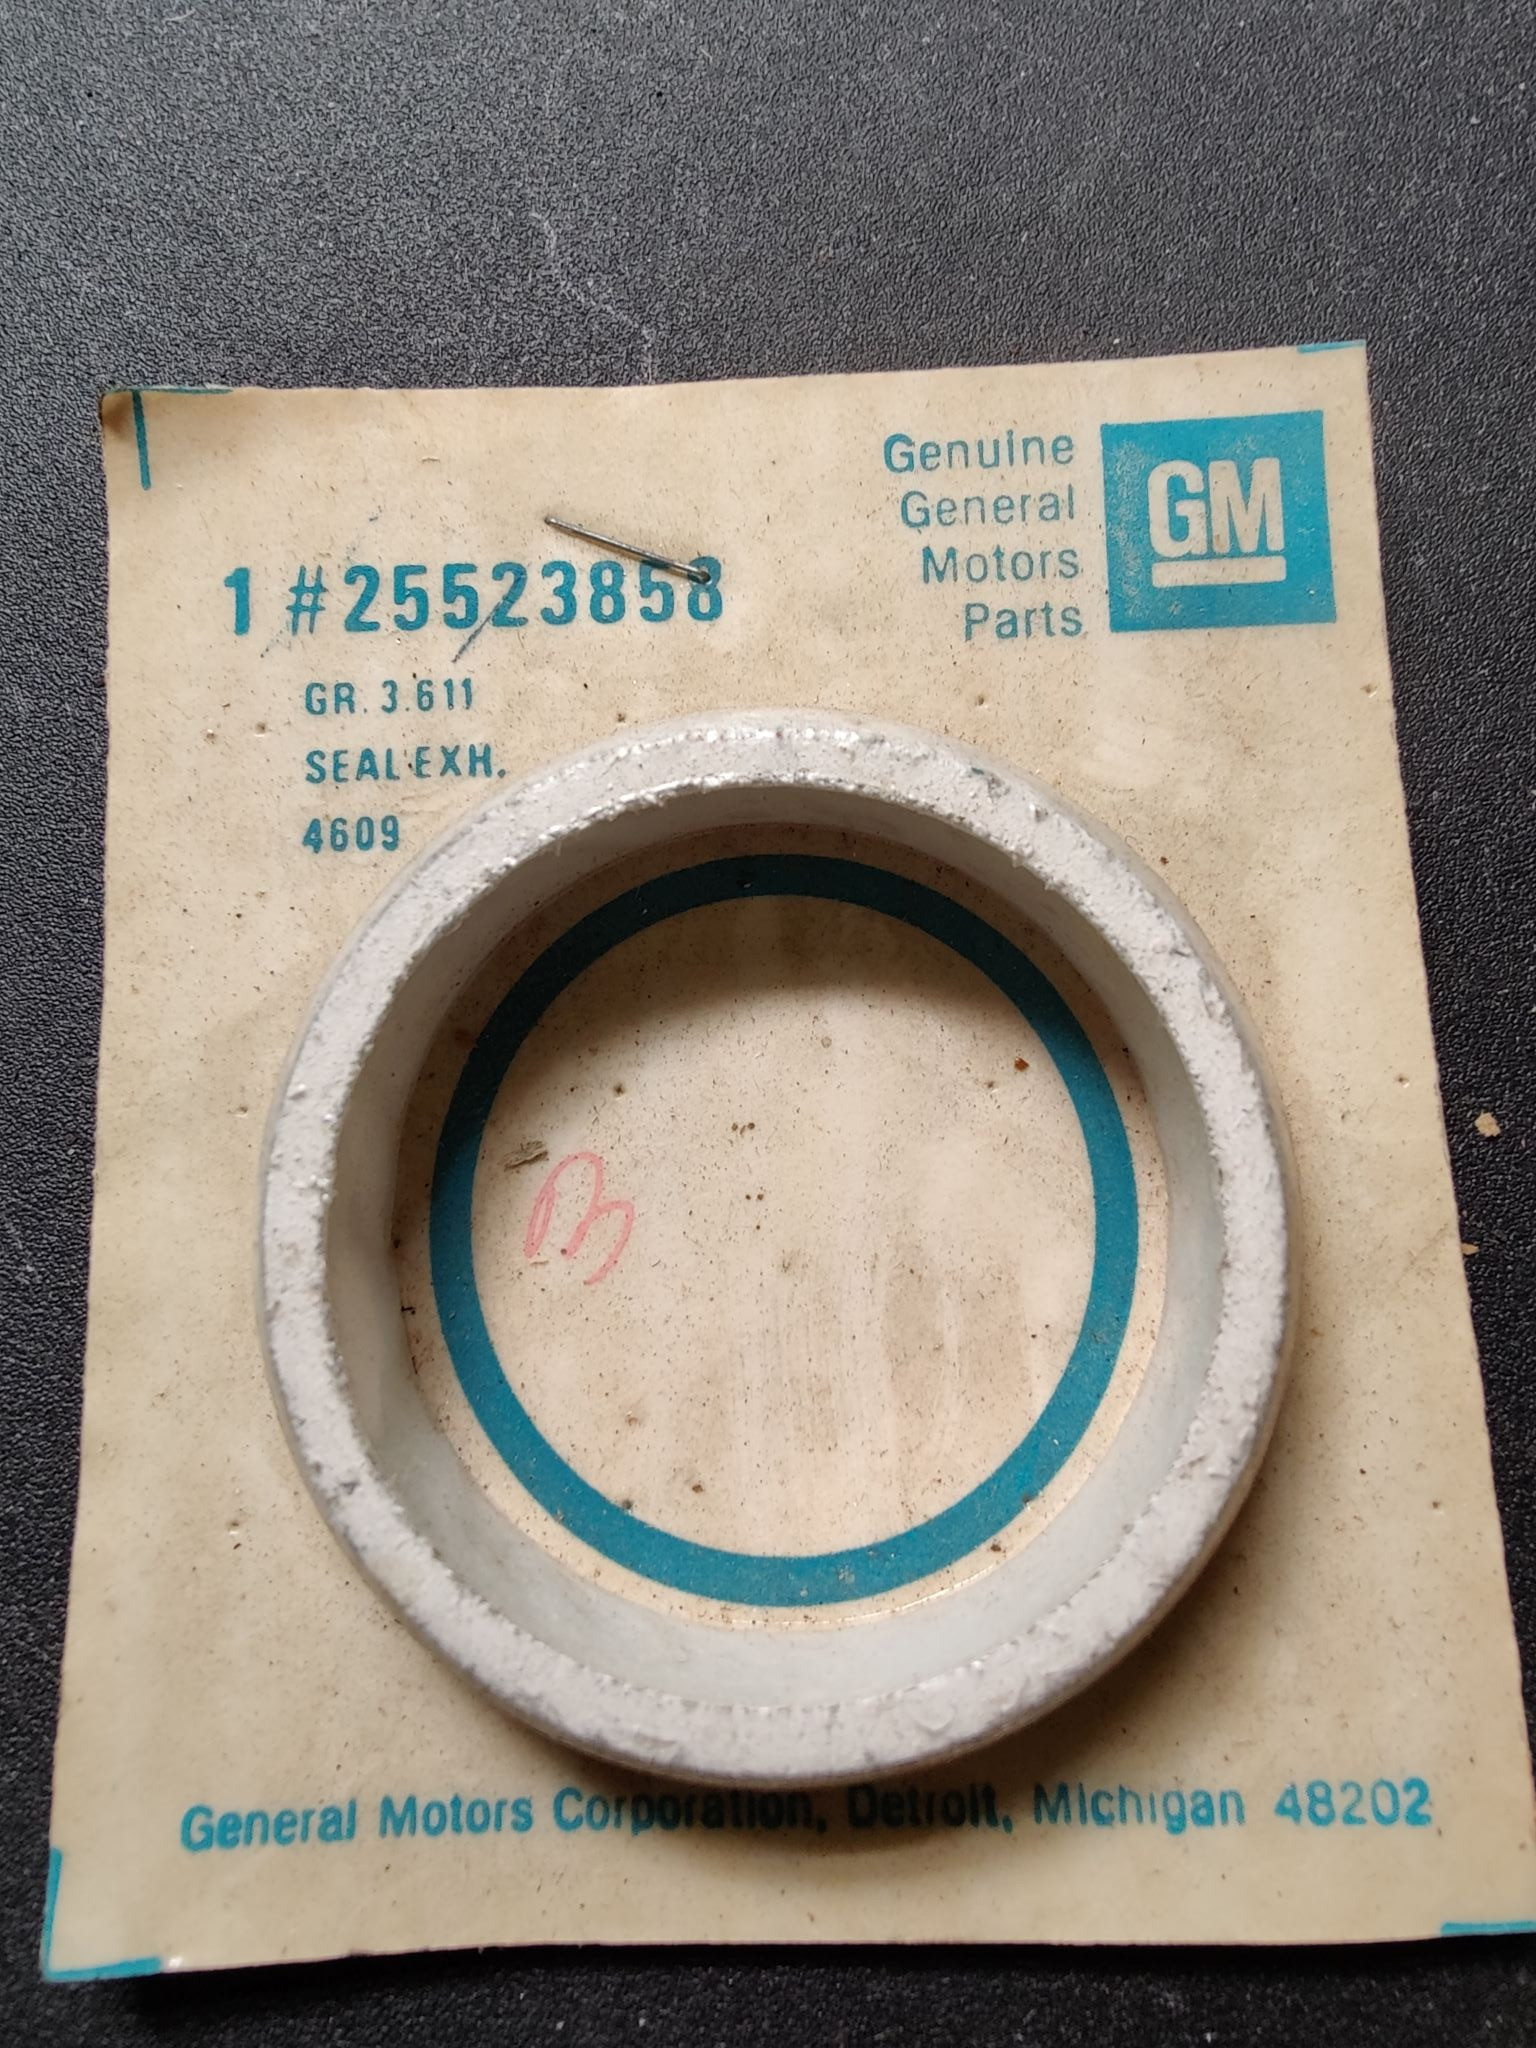 Genuine
General
Motors
Parts
GM
1 #25523858
GR. 3.611
SEAL EXH.
4609
B
General Motors Corporation, Detroit, Michigan 48202